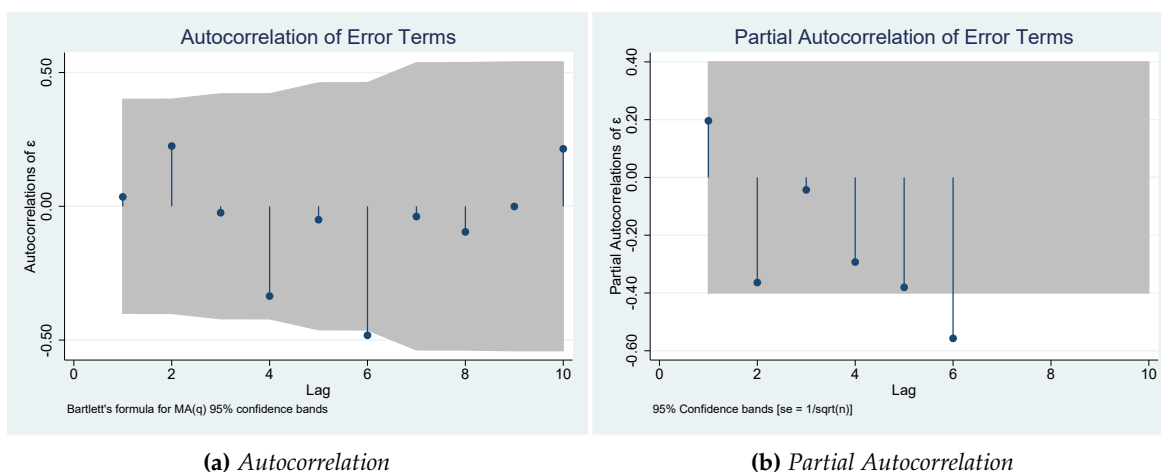 Autocorrelation of Error Terms
Autocorrelations of ε
0.50
0.00
-0.50
0 2 4 6 8 10
Lag
Bartlett's formula for MA(q) 95% confidence bands
(a) Autocorrelation
Partial Autocorrelation of Error Terms
Partial Autocorrelations of ε
0.40
0.20
0.00
-0.20
-0.40
-0.60
0 2 4 6 8 10
Lag
95% Confidence bands [se = 1/sqrt(n)]
(b) Partial Autocorrelation